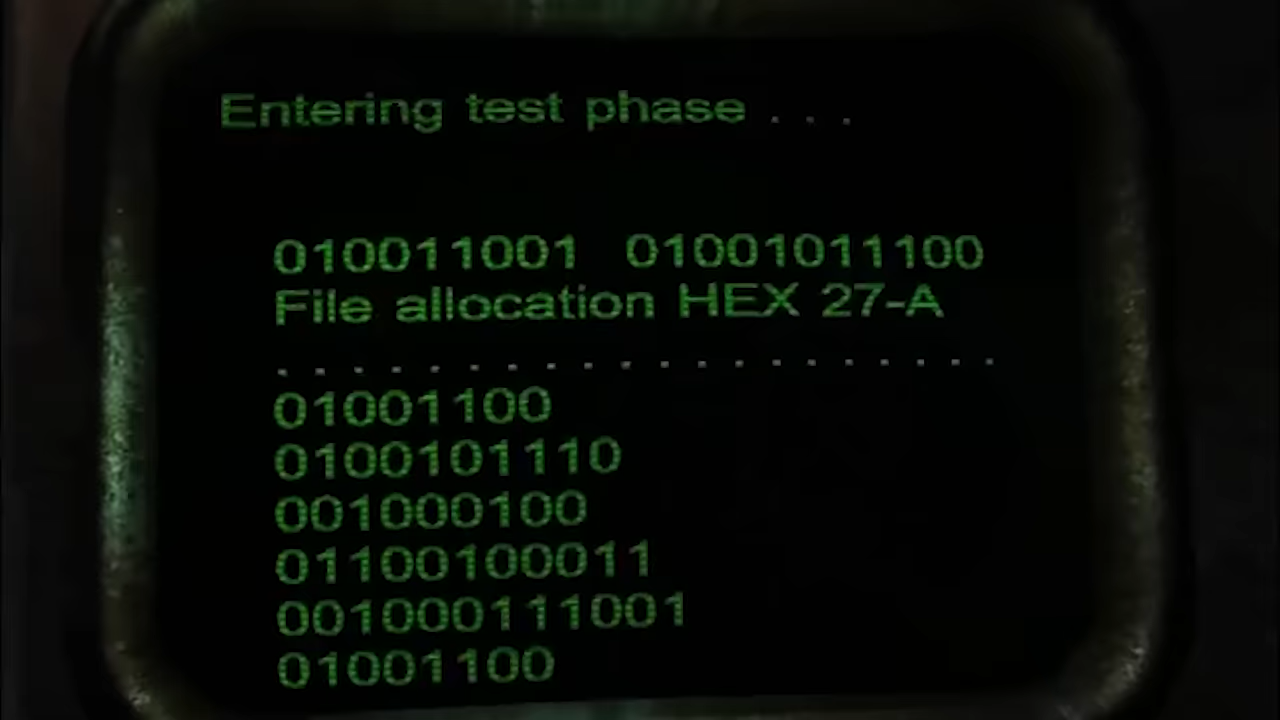 Entering test phase . . .
010011001 01001011100
File allocation HEX 27-A
. . . . . . . . . . . . . . . . . . .
01001100
0100101110
001000100
01100100011
001000111001
01001100